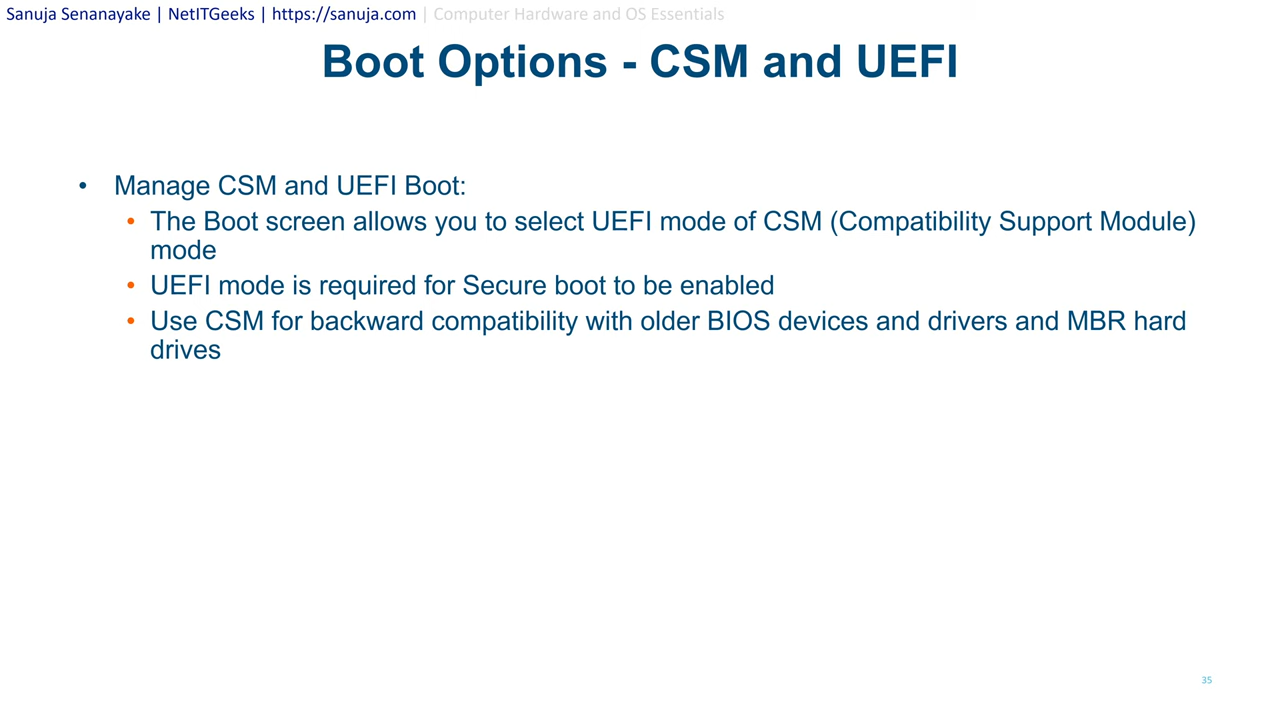 Sanuja Senanayake | NetITGeeks | https://sanuja.com | Computer Hardware and OS Essentials
Boot Options - CSM and UEFI
• Manage CSM and UEFI Boot:
• The Boot screen allows you to select UEFI mode of CSM (Compatibility Support Module)
mode
• UEFI mode is required for Secure boot to be enabled
• Use CSM for backward compatibility with older BIOS devices and drivers and MBR hard
drives
35